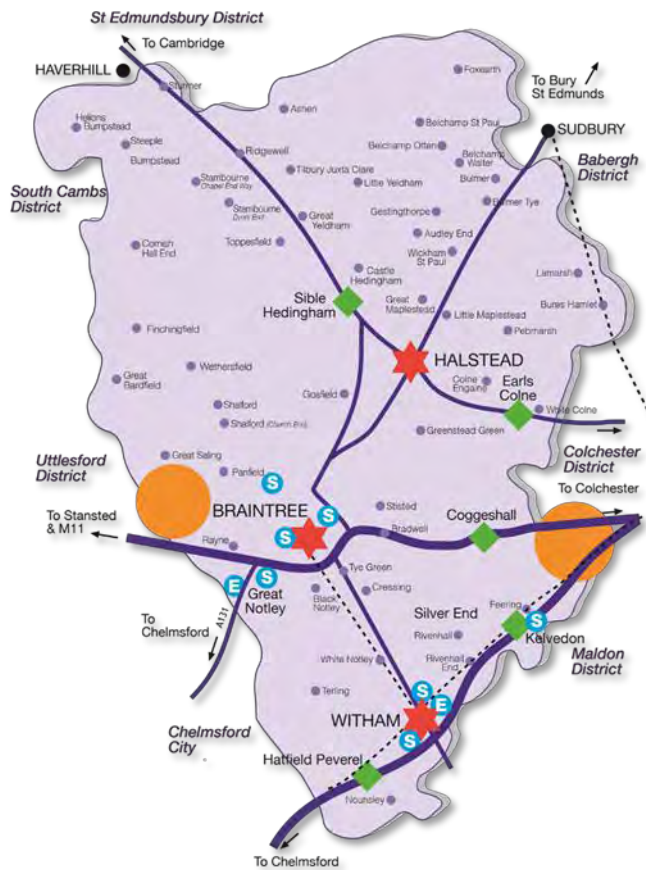 St Edmundsbury District
To Cambridge
HAVERHILL
Sturmer
Foxearth
To Bury
St Edmunds
Ashen
Helions
Bumpstead
Steeple
Bumpstead
Belchamp St Paul
SUDBURY
Ridgewell
Belchamp Otten
Belchamp
Walter
Babergh
District
Tilbury Juxta Clare
South Cambs
District
Stambourne
Chapel End Way
Little Yeldham
Bulmer
Stambourne
Dyer End
Great
Yeldham
Gestingthorpe
Bulmer Tye
Toppesfield
Audley End
Cornish
Hall End
Wickham
St Paul
Castle
Hedingham
Lamarsh
Sible
Hedingham
Great
Maplestead
Bures Hamlet
Little Maplestead
Finchingfield
Pebmarsh
HALSTEAD
Wethersfield
Great
Bardfield
Colne
Engaine
Earls
Colne
Gosfield
Shalford
White Colne
Shalford (Church End)
Greenstead Green
Uttlesford
District
Great Saling
Colchester
District
Panfield
S
To Colchester
BRAINTREE
Stisted
Coggeshall
To Stansted
& M11
S
S
Bradwell
Rayne
Tye Green
E
S
Great
Notley
Black
Notley
Cressing
Silver End
Feering
To
Chelmsford
A131
S
Kelvedon
Rivenhall
White Notley
Rivenhall
End
Maldon
District
Terling
S
E
WITHAM
S
Chelmsford
City
Hatfield Peverel
Nounsley
To Chelmsford